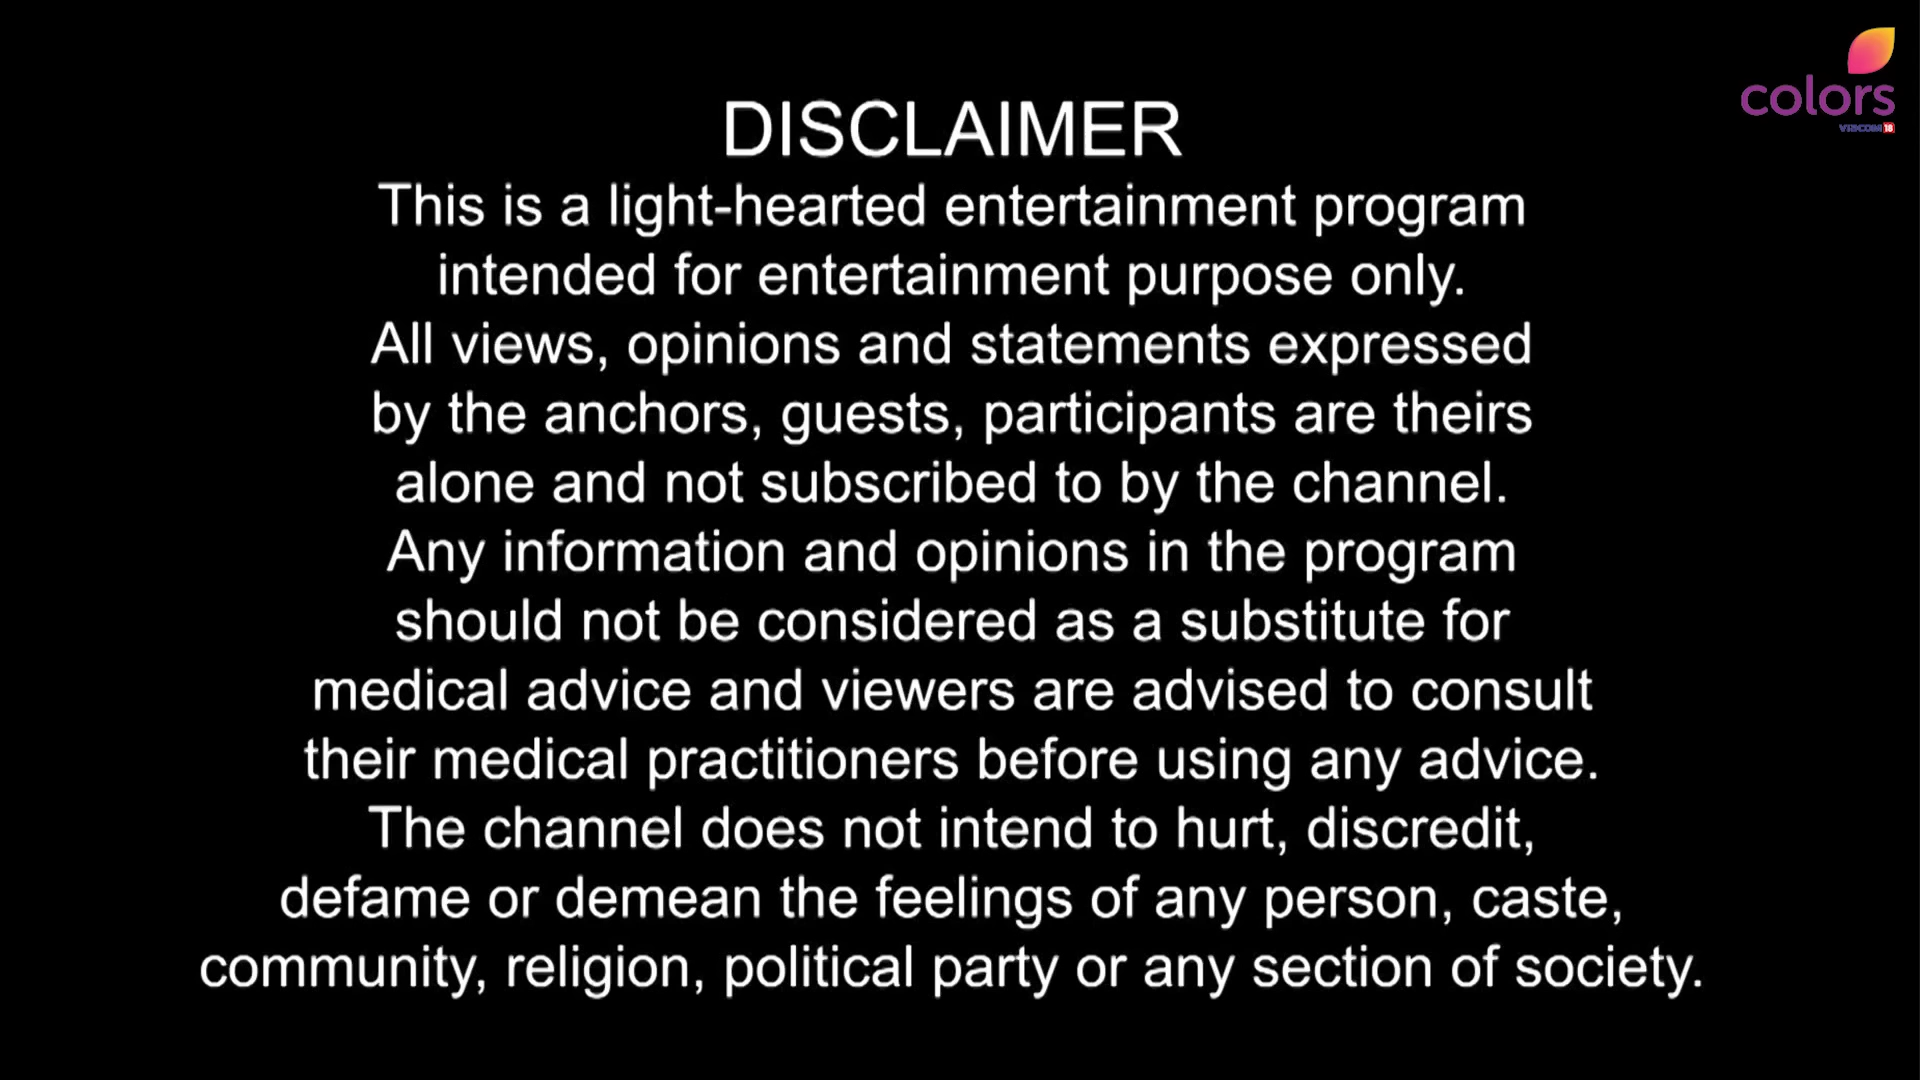 colors
VIACOM18
DISCLAIMER
This is a light-hearted entertainment program
intended for entertainment purpose only.
All views, opinions and statements expressed
by the anchors, guests, participants are theirs
alone and not subscribed to by the channel.
Any information and opinions in the program
should not be considered as a substitute for
medical advice and viewers are advised to consult
their medical practitioners before using any advice.
The channel does not intend to hurt, discredit,
defame or demean the feelings of any person, caste,
community, religion, political party or any section of society.